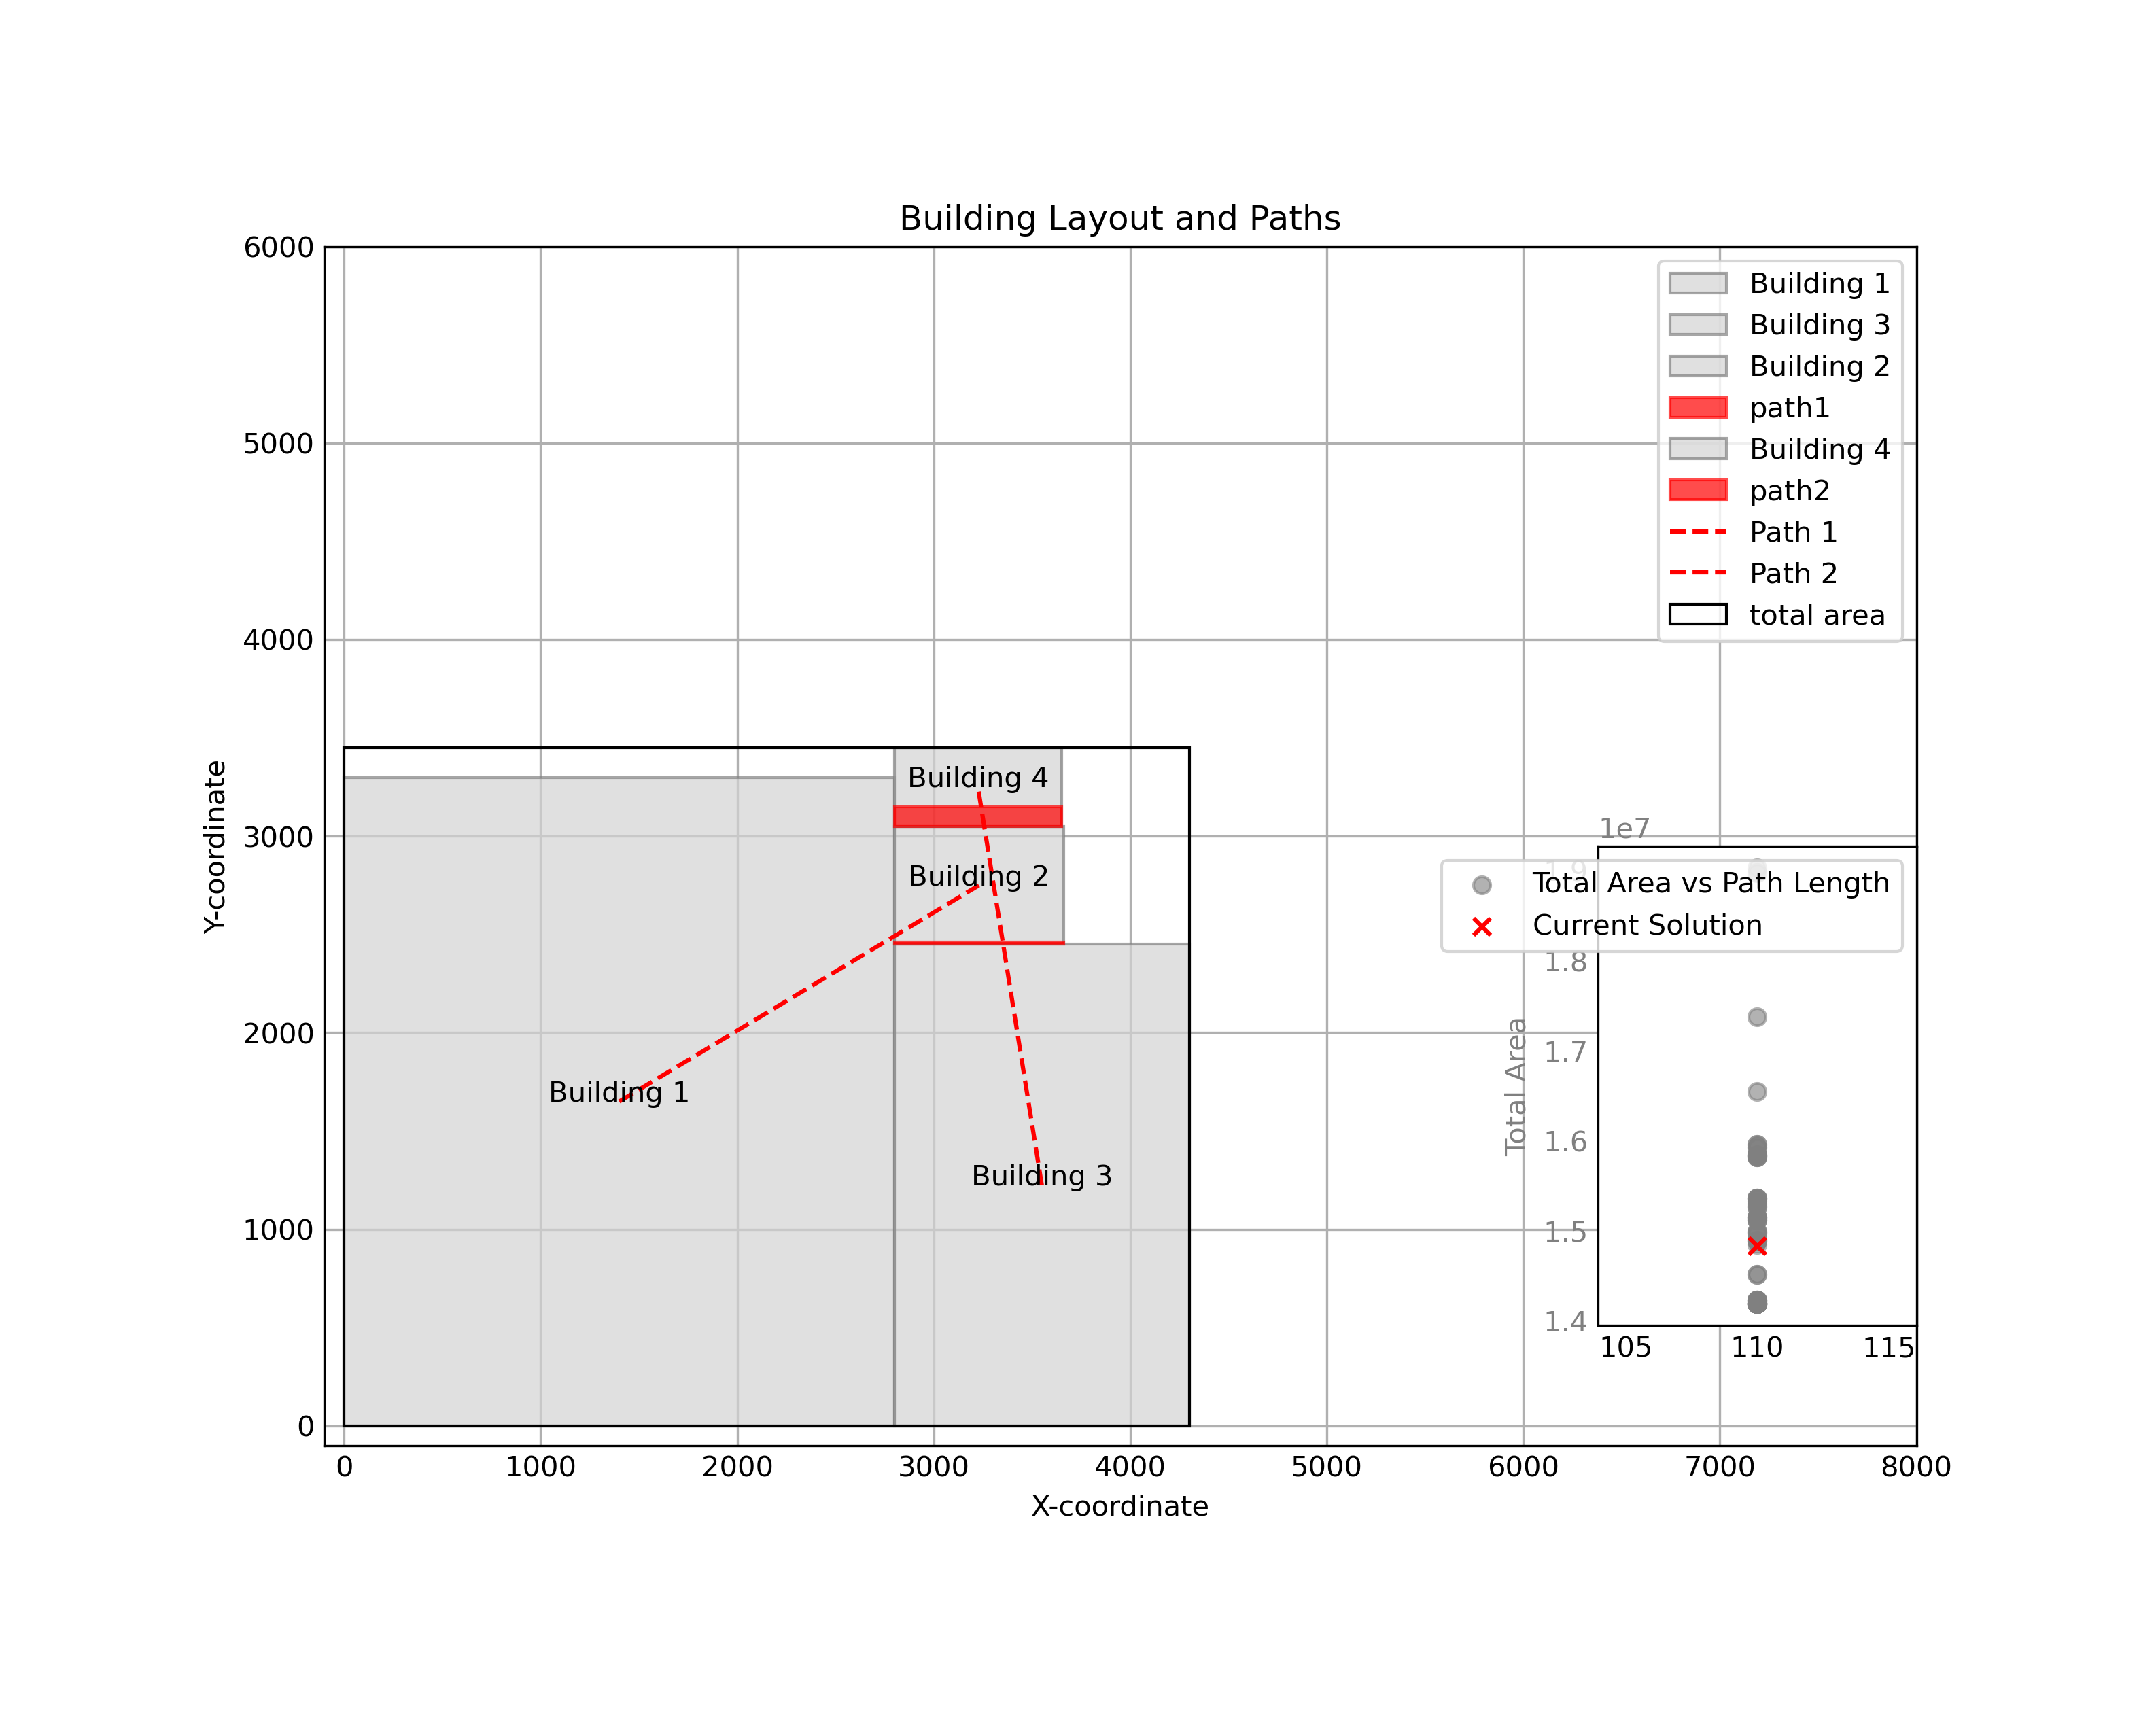 Building Layout and Paths
6000
5000
4000
3000
2000
1000
0
Y-coordinate
0
1000
2000
3000
4000
5000
6000
7000
8000
X-coordinate
Building 1
Building 3
Building 2
path1
Building 4
path2
Path 1
Path 2
total area
Building 4
Building 2
Building 1
Building 3
1e7
1.9
Total Area vs Path Length
Current Solution
1.8
1.7
1.6
1.5
1.4
Total Area
105
110
115